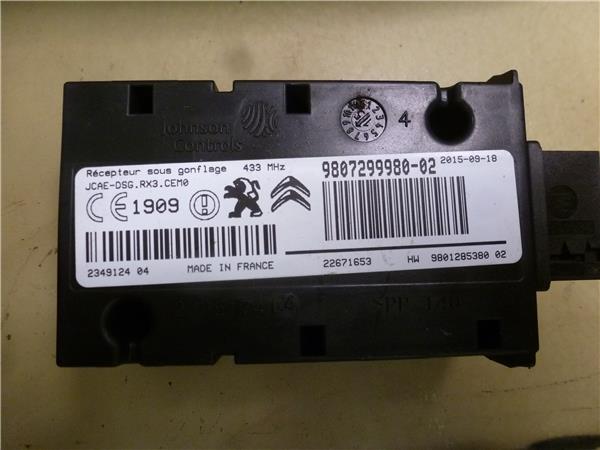 Johnson
Controls
4
Récepteur sous gonflage 433 MHz
JCAE-DSG.RX3.CEM0
CE 1909
9807299980-02 2015-09-18
2349124 04 MADE IN FRANCE
22671653 HW 9801285380 02